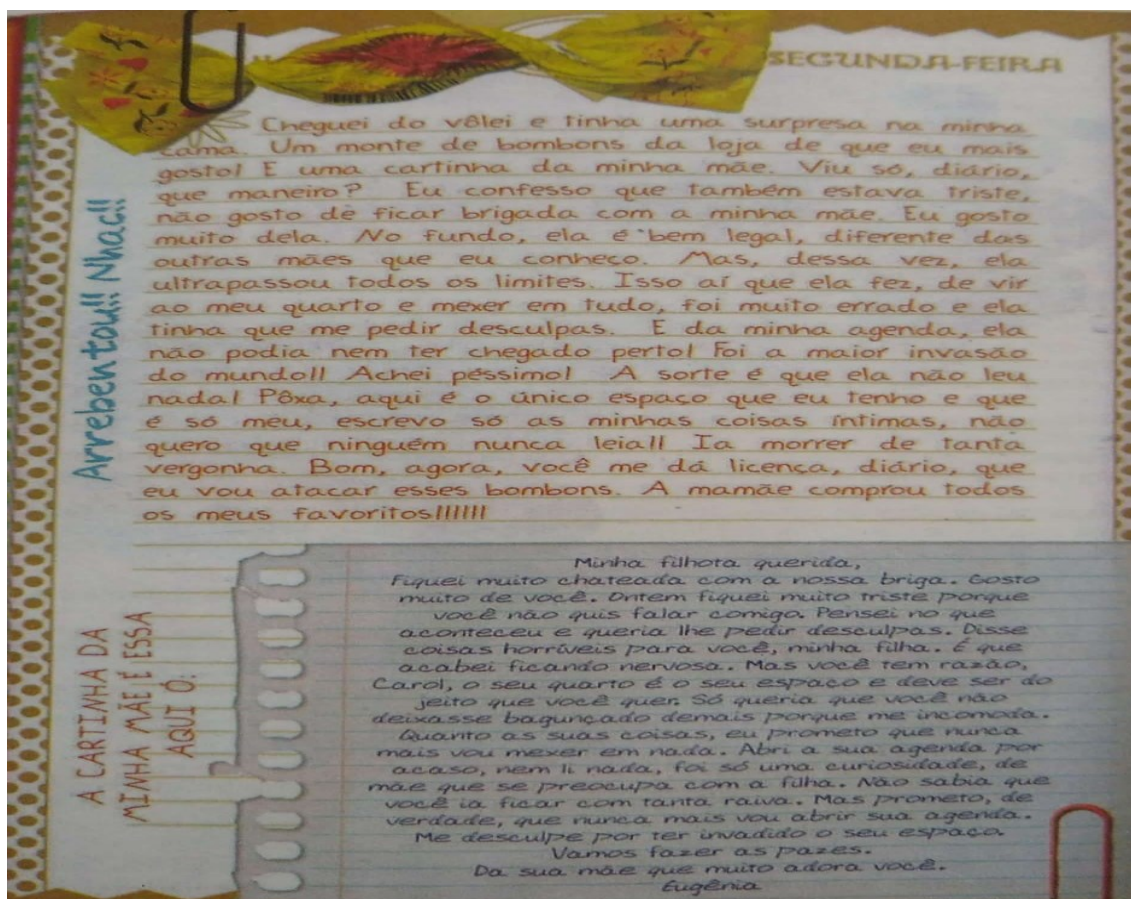 SEGUNDA-FEIRA
Cheguei do vôlei e tinha uma surpresa na minha
cama. Um monte de bombons da loja de que eu mais
gosto! E uma cartinha da minha mãe. Viu só, diário,
que maneiro? Eu confesso que também estava triste,
não gosto de ficar brigada com a minha mãe. Eu gosto
muito dela. No fundo, ela é bem legal, diferente das
outras mães que eu conheço. Mas, dessa vez, ela
ultrapassou todos os limites. Isso aí que ela fez, de vir
ao meu quarto e mexer em tudo, foi muito errado e ela
tinha que me pedir desculpas. E da minha agenda, ela
não podia nem ter chegado perto! Foi a maior invasão
do mundo!! Achei péssimo! A sorte é que ela não leu
nada! Pôxa, aqui é o único espaço que eu tenho e que
é só meu, escrevo só as minhas coisas íntimas, não
quero que ninguém nunca leia!! Ia morrer de tanta
vergonha. Bom, agora, você me dá licença, diário, que
eu vou atacar esses bombons. A mamãe comprou todos
os meus favoritos!!!!!!
Arrebentou!! Nhac!!
A CARTINHA DA
MINHA MÃE É ESSA
AQUI Ó:
Minha filhota querida,
Fiquei muito chateada com a nossa briga. Gosto
muito de você. Ontem fiquei muito triste porque
você não quis falar comigo. Pensei no que
aconteceu e queria lhe pedir desculpas. Disse
coisas horríveis para você, minha filha. É que
acabei ficando nervosa. Mas você tem razão,
Carol, o seu quarto é o seu espaço e deve ser do
jeito que você quer. Só queria que você não
deixasse bagunçado demais porque me incomoda.
Quanto as suas coisas, eu prometo que nunca
mais vou mexer em nada. Abri a sua agenda por
acaso, nem li nada, foi só uma curiosidade, de
mãe que se preocupa com a filha. Não sabia que
você ia ficar com tanta raiva. Mas prometo, de
verdade, que nunca mais vou abrir sua agenda.
Me desculpe por ter invadido o seu espaço.
Vamos fazer as pazes.
Da sua mãe que muito adora você.
Eugênia